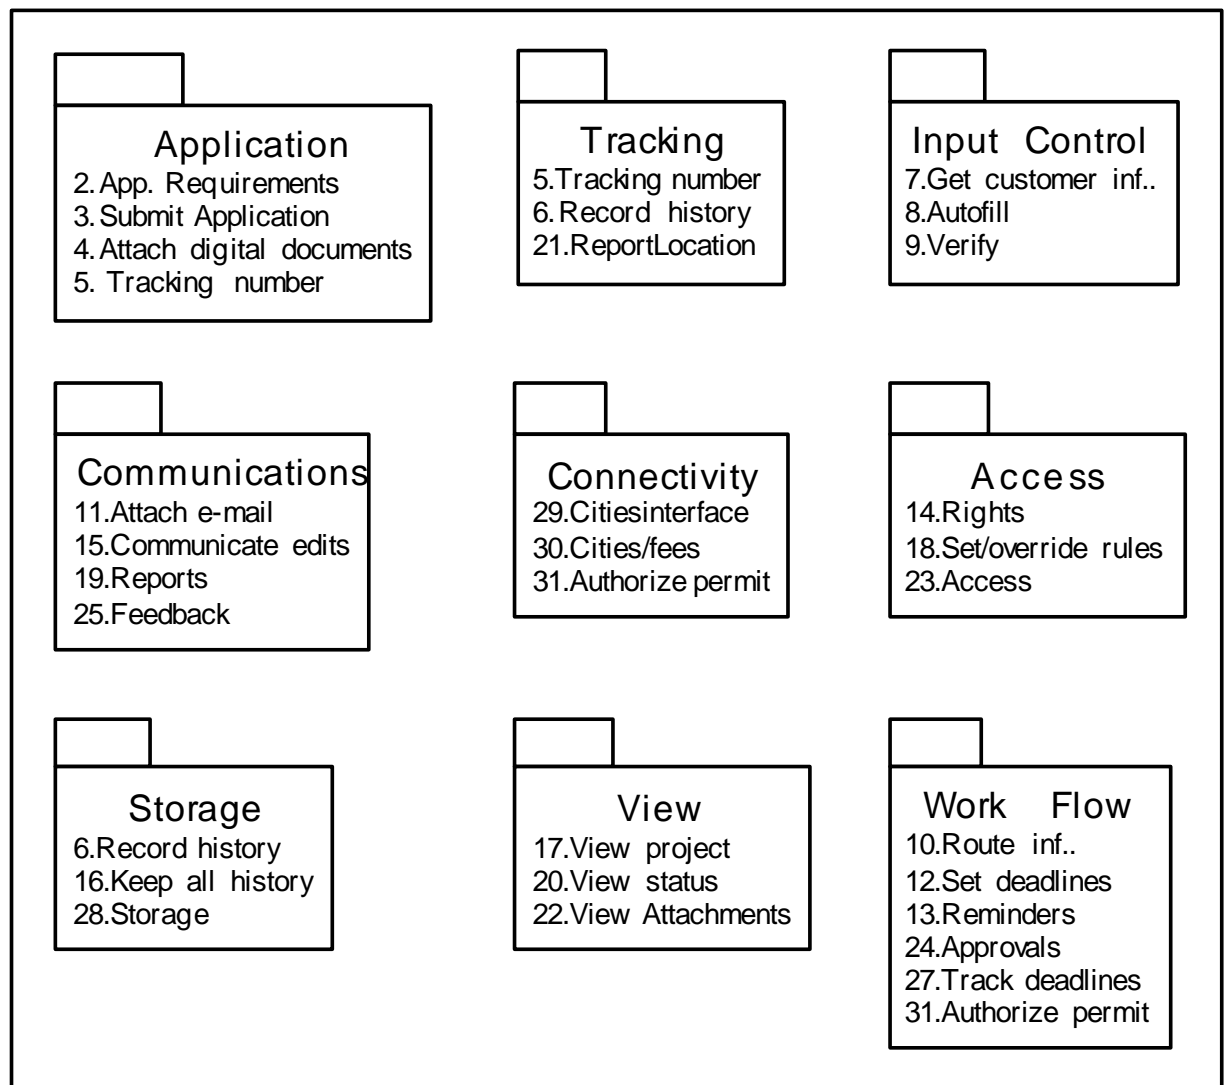 Application
2. App. Requirements
3. Submit Application
4. Attach digital documents
5. Tracking number
Tracking
5.Tracking number
6. Record history
21.ReportLocation
Input Control
7.Get customer inf..
8.Autofill
9.Verify
Communications
11.Attach e-mail
15.Communicate edits
19.Reports
25.Feedback
Connectivity
29.Citiesinterface
30.Cities/fees
31.Authorize permit
Access
14.Rights
18.Set/override rules
23.Access
Storage
6.Record history
16.Keep all history
28.Storage
View
17.View project
20.View status
22.View Attachments
Work Flow
10.Route inf..
12.Set deadlines
13.Reminders
24.Approvals
27.Track deadlines
31.Authorize permit